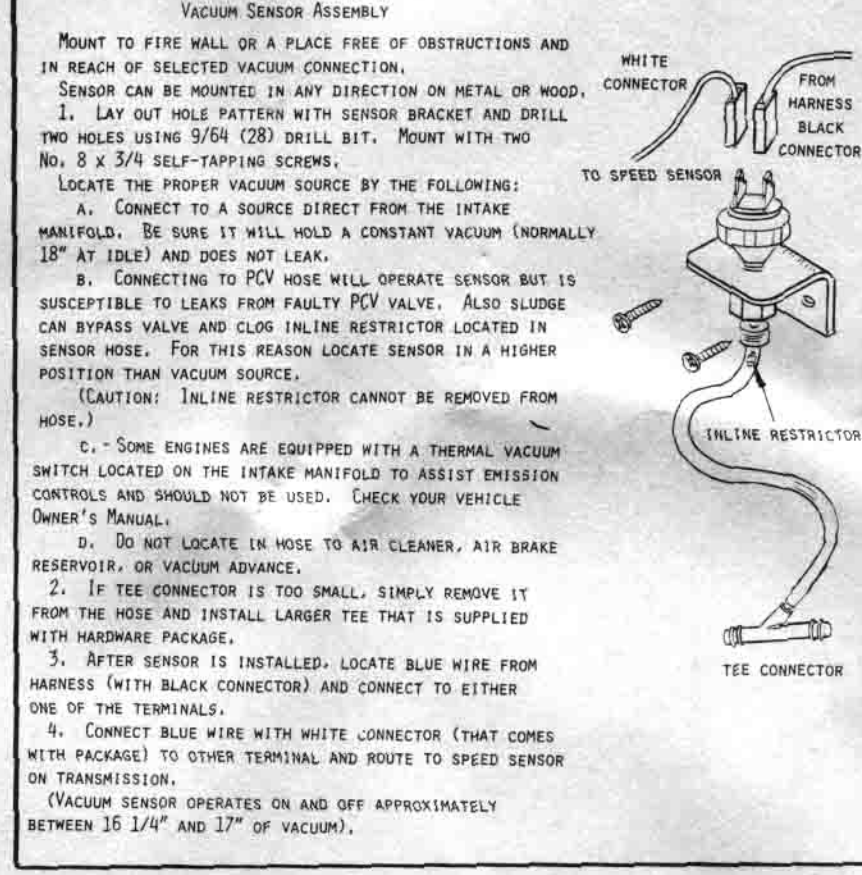 VACUUM SENSOR ASSEMBLY
MOUNT TO FIRE WALL OR A PLACE FREE OF OBSTRUCTIONS AND
IN REACH OF SELECTED VACUUM CONNECTION.
SENSOR CAN BE MOUNTED IN ANY DIRECTION ON METAL OR WOOD.
1. LAY OUT HOLE PATTERN WITH SENSOR BRACKET AND DRILL
TWO HOLES USING 9/64 (28) DRILL BIT. MOUNT WITH TWO
NO. 8 X 3/4 SELF-TAPPING SCREWS.
LOCATE THE PROPER VACUUM SOURCE BY THE FOLLOWING:
A. CONNECT TO A SOURCE DIRECT FROM THE INTAKE
MANIFOLD. BE SURE IT WILL HOLD A CONSTANT VACUUM (NORMALLY
18" AT IDLE) AND DOES NOT LEAK.
B. CONNECTING TO PCV HOSE WILL OPERATE SENSOR BUT IS
SUSCEPTIBLE TO LEAKS FROM FAULTY PCV VALVE. ALSO SLUDGE
CAN BYPASS VALVE AND CLOG INLINE RESTRICTOR LOCATED IN
SENSOR HOSE. FOR THIS REASON LOCATE SENSOR IN A HIGHER
POSITION THAN VACUUM SOURCE.
(CAUTION: INLINE RESTRICTOR CANNOT BE REMOVED FROM
HOSE.)
C. - SOME ENGINES ARE EQUIPPED WITH A THERMAL VACUUM
SWITCH LOCATED ON THE INTAKE MANIFOLD TO ASSIST EMISSION
CONTROLS AND SHOULD NOT BE USED. CHECK YOUR VEHICLE
OWNER'S MANUAL.
D. DO NOT LOCATE IN HOSE TO AIR CLEANER, AIR BRAKE
RESERVOIR, OR VACUUM ADVANCE.
2. IF TEE CONNECTOR IS TOO SMALL, SIMPLY REMOVE IT
FROM THE HOSE AND INSTALL LARGER TEE THAT IS SUPPLIED
WITH HARDWARE PACKAGE.
3. AFTER SENSOR IS INSTALLED, LOCATE BLUE WIRE FROM
HARNESS (WITH BLACK CONNECTOR) AND CONNECT TO EITHER
ONE OF THE TERMINALS.
4. CONNECT BLUE WIRE WITH WHITE CONNECTOR (THAT COMES
WITH PACKAGE) TO OTHER TERMINAL AND ROUTE TO SPEED SENSOR
ON TRANSMISSION.
(VACUUM SENSOR OPERATES ON AND OFF APPROXIMATELY
BETWEEN 16 1/4" AND 17" OF VACUUM).
WHITE
CONNECTOR
FROM
HARNESS
BLACK
CONNECTOR
TO SPEED SENSOR
INLINE RESTRICTOR
TEE CONNECTOR